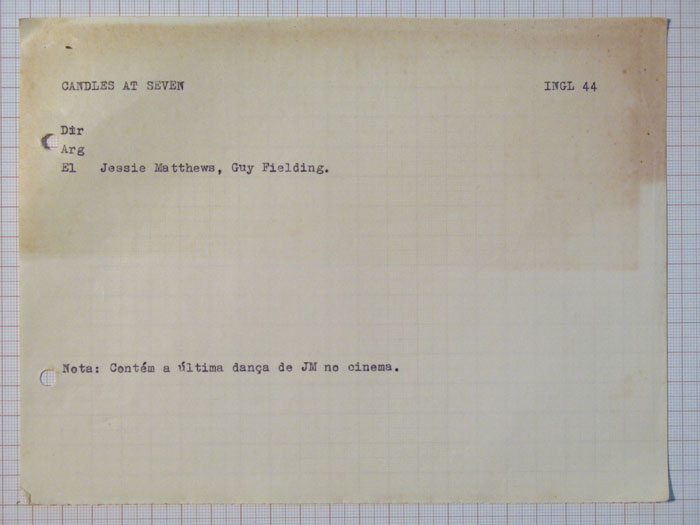 CANDLES AT SEVEN INGL 44
Dir
Arg
El Jessie Matthews, Guy Fielding.
Nota: Contém a última dança de JM no cinema.